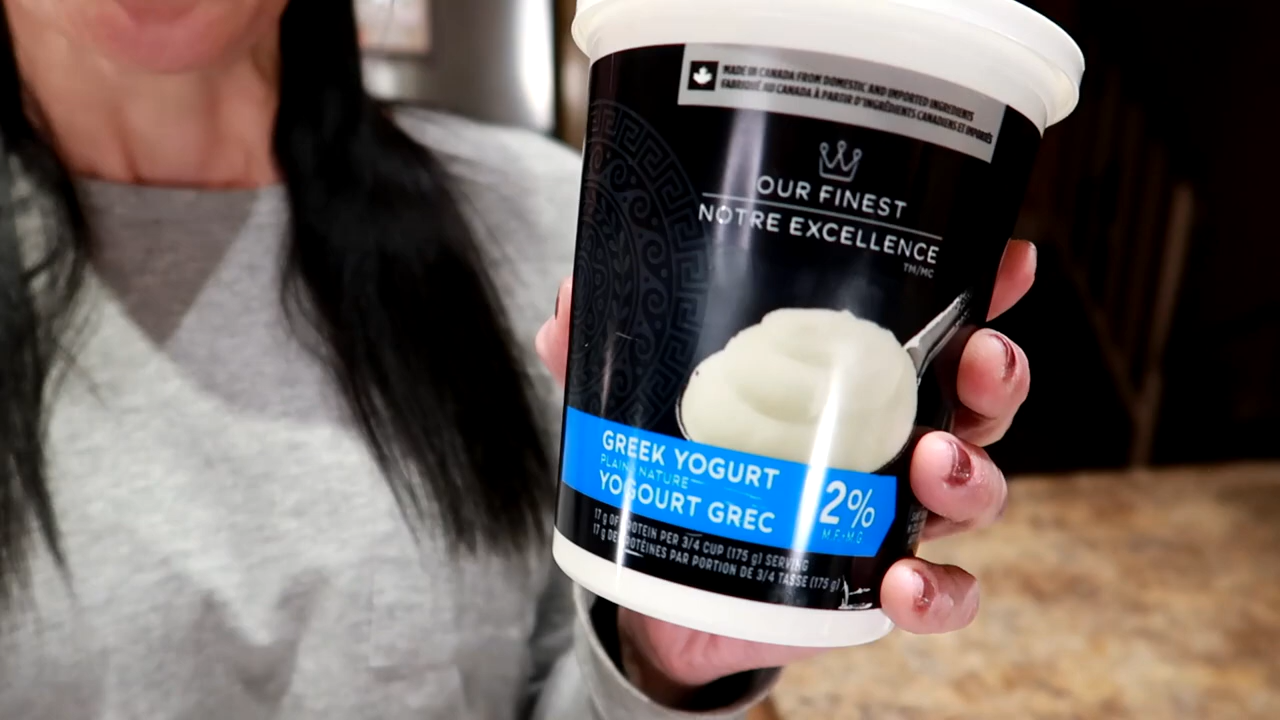 MADE IN CANADA FROM DOMESTIC AND IMPORTED INGREDIENTS
FABRIQUÉ AU CANADA À PARTIR D'INGRÉDIENTS CANADIENS ET IMPORTÉS
OUR FINEST
NOTRE EXCELLENCE
TM/MC
GREEK YOGURT
PLAIN NATURE
YOGOURT GREC
2%
M.F.•M.G.
17 g OF PROTEIN PER 3/4 CUP (175 g) SERVING
17 g DE PROTÉINES PAR PORTION DE 3/4 TASSE (175 g)